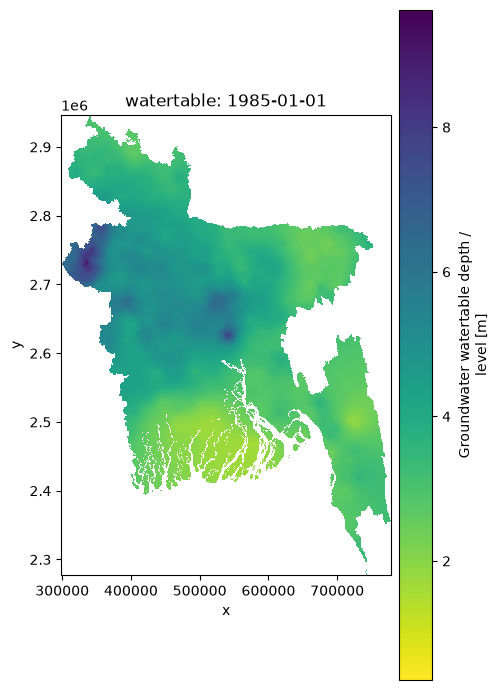 watertable: 1985-01-01
1e6
2.9
2.8
2.7
2.6
2.5
2.4
2.3
y
300000 400000 500000 600000 700000
x
8
6
4
2
Groundwater watertable depth /
level [m]